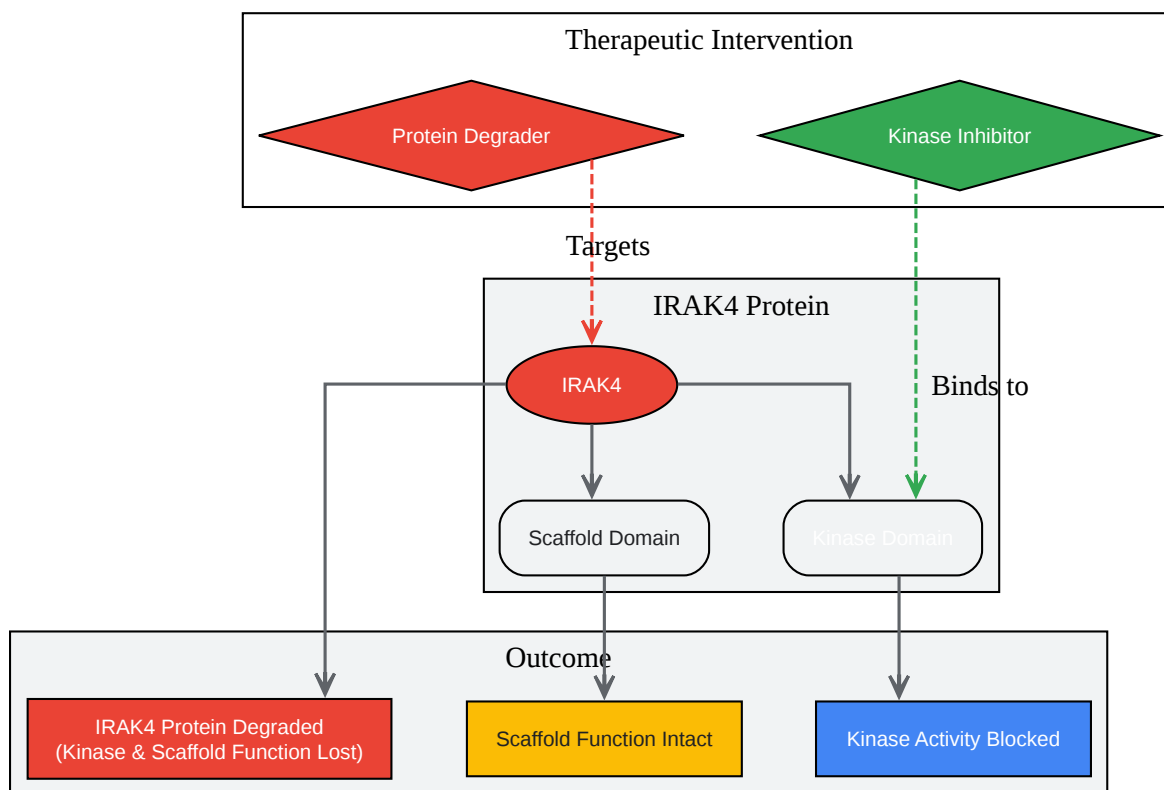 Therapeutic Intervention
Protein Degrader
Kinase Inhibitor
Targets
IRAK4 Protein
IRAK4
Binds to
Scaffold Domain
Kinase Domain
Outcome
IRAK4 Protein Degraded
(Kinase & Scaffold Function Lost)
Scaffold Function Intact
Kinase Activity Blocked